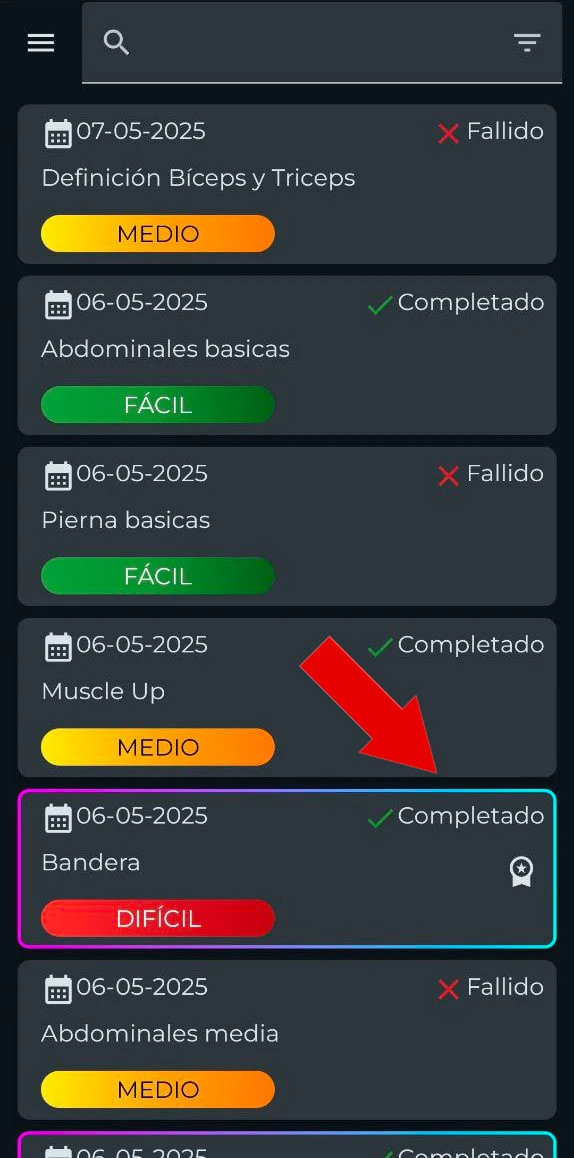 07-05-2025 Fallido
Definición Bíceps y Triceps
MEDIO
06-05-2025 Completado
Abdominales basicas
FÁCIL
06-05-2025 Fallido
Pierna basicas
FÁCIL
06-05-2025 Completado
Muscle Up
MEDIO
06-05-2025 Completado
Bandera
DIFÍCIL
06-05-2025 Fallido
Abdominales media
MEDIO
06-05-2025 Completado